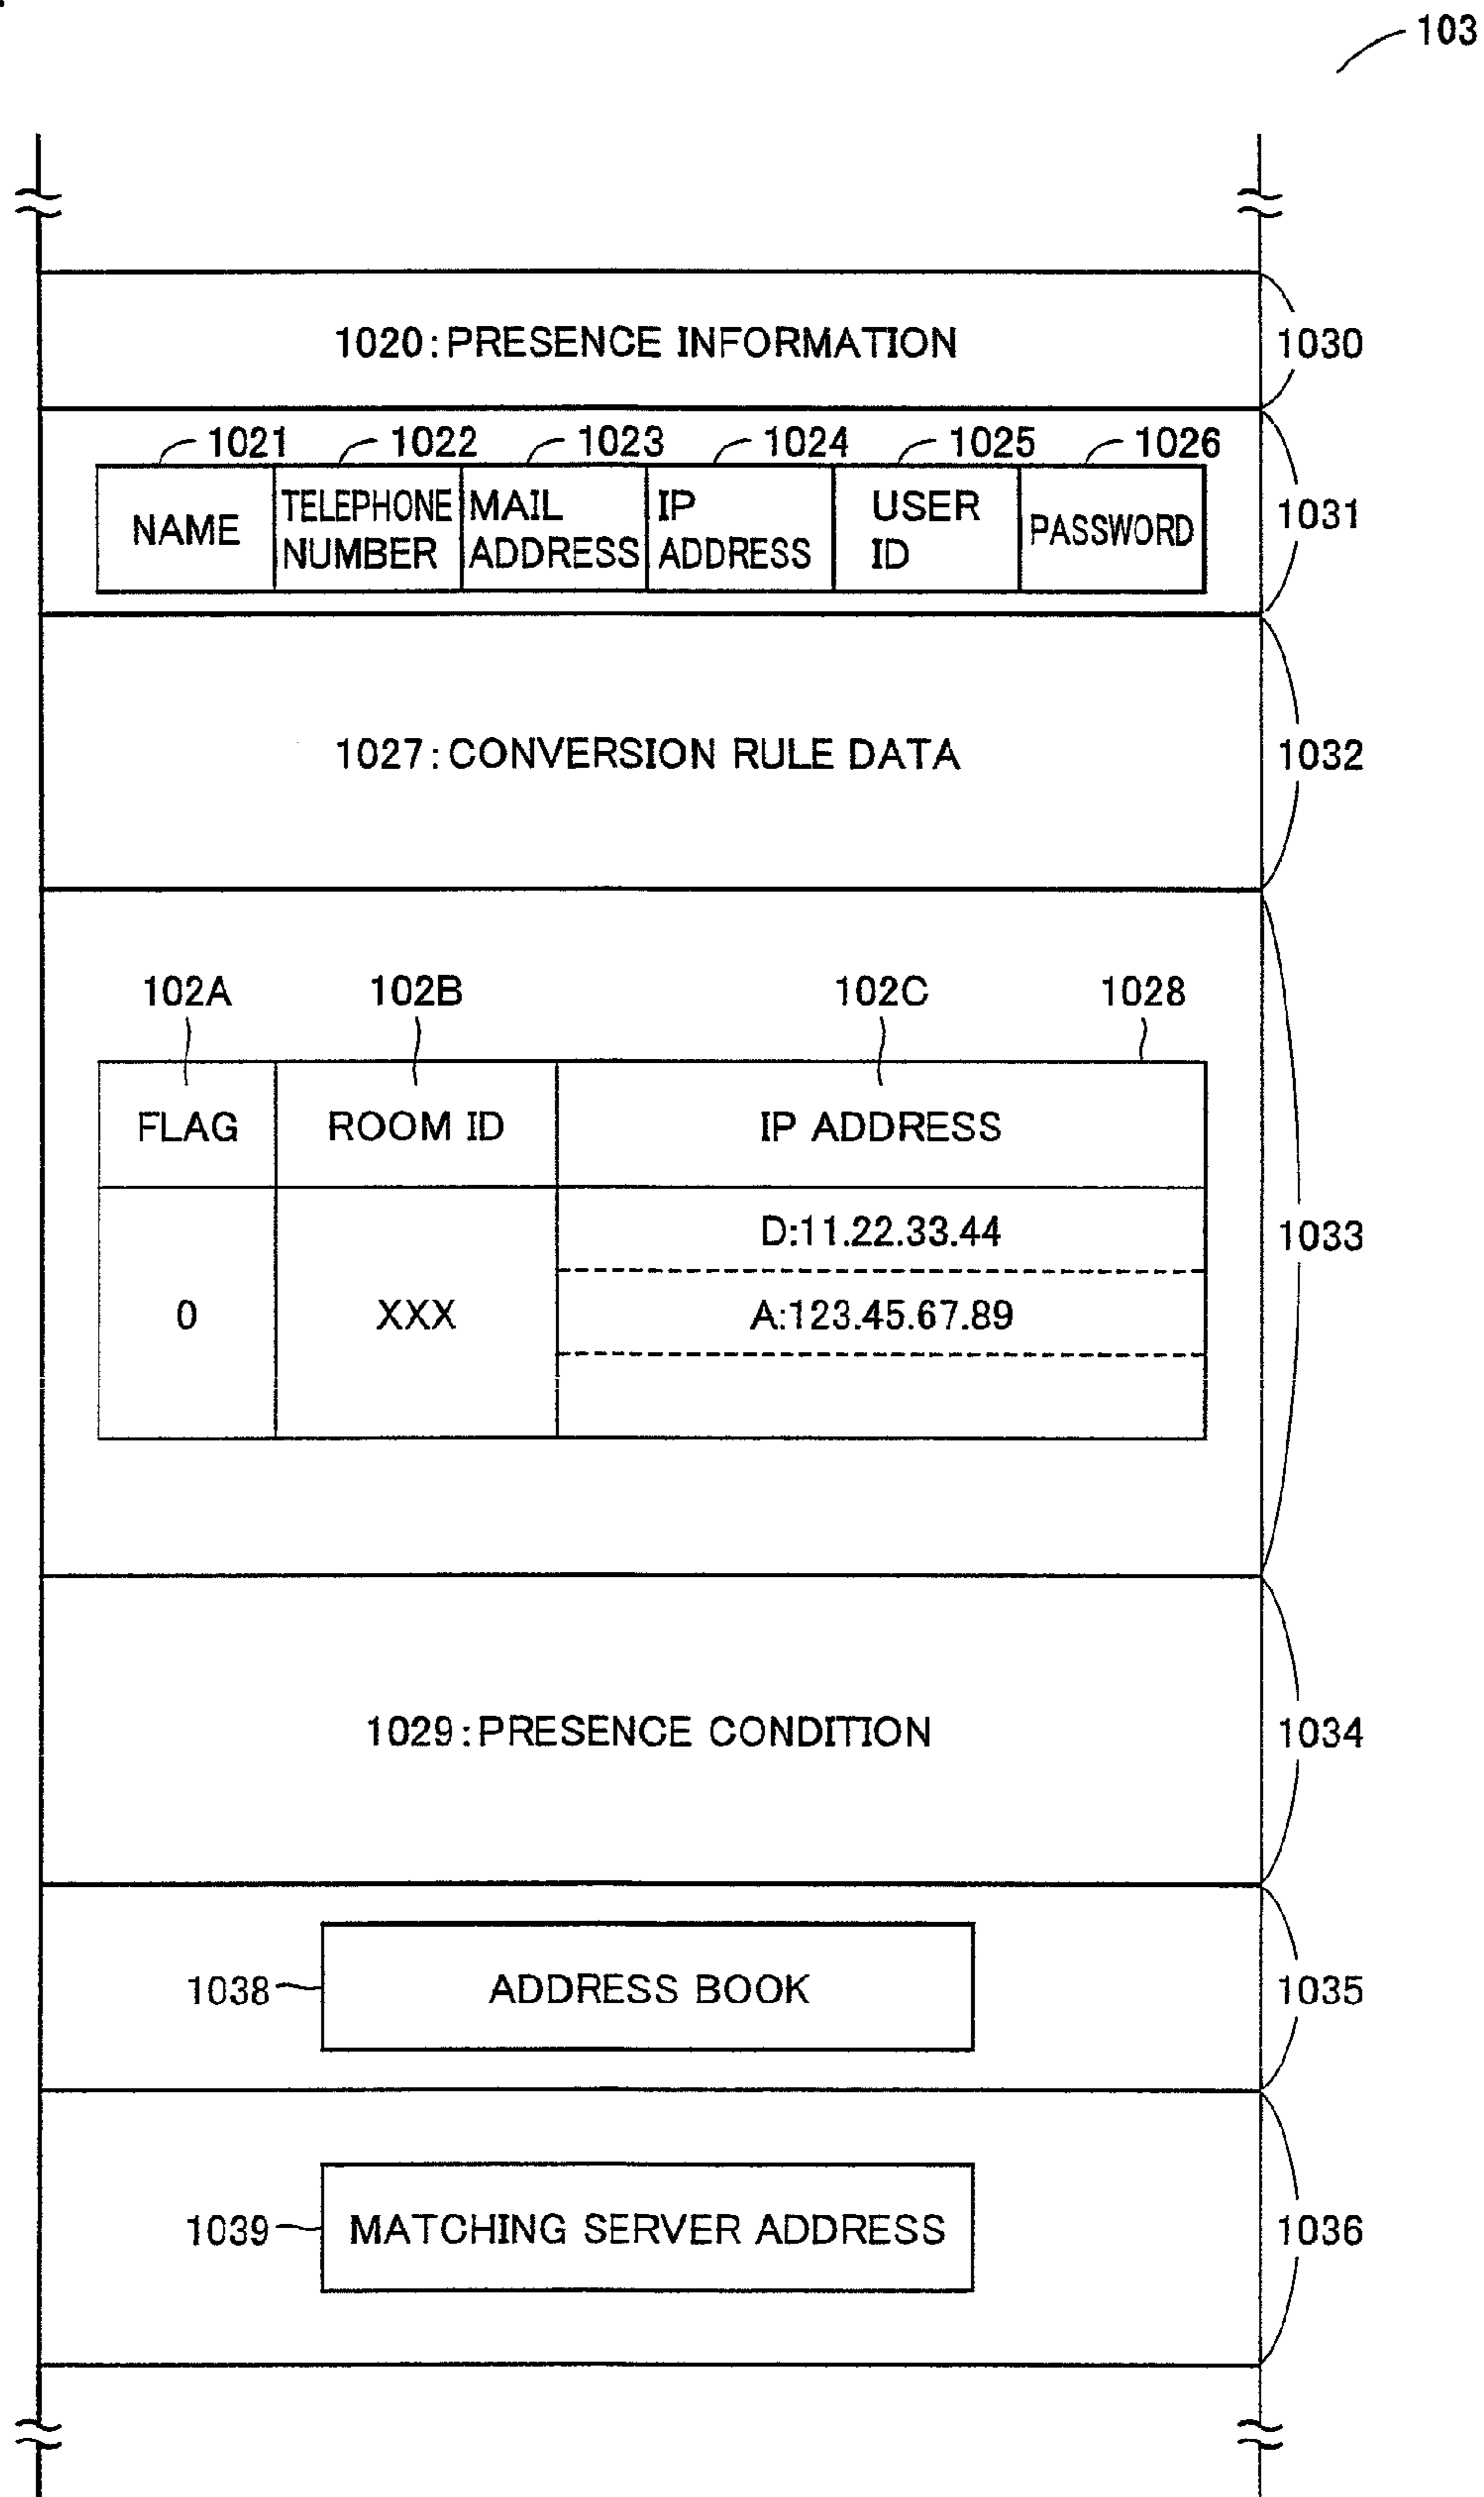 103
1020:PRESENCE INFORMATION
1030
1021 1022 1023 1024 1025 1026
NAME
TELEPHONE
NUMBER
MAIL
ADDRESS
IP
ADDRESS
USER
ID
PASSWORD
1031
1027:CONVERSION RULE DATA
1032
102A 102B 102C 1028
FLAG ROOM ID IP ADDRESS
D:11.22.33.44
1033
0 XXX A:123.45.67.89
1029:PRESENCE CONDITION
1034
1038 ADDRESS BOOK
1035
1039 MATCHING SERVER ADDRESS
1036